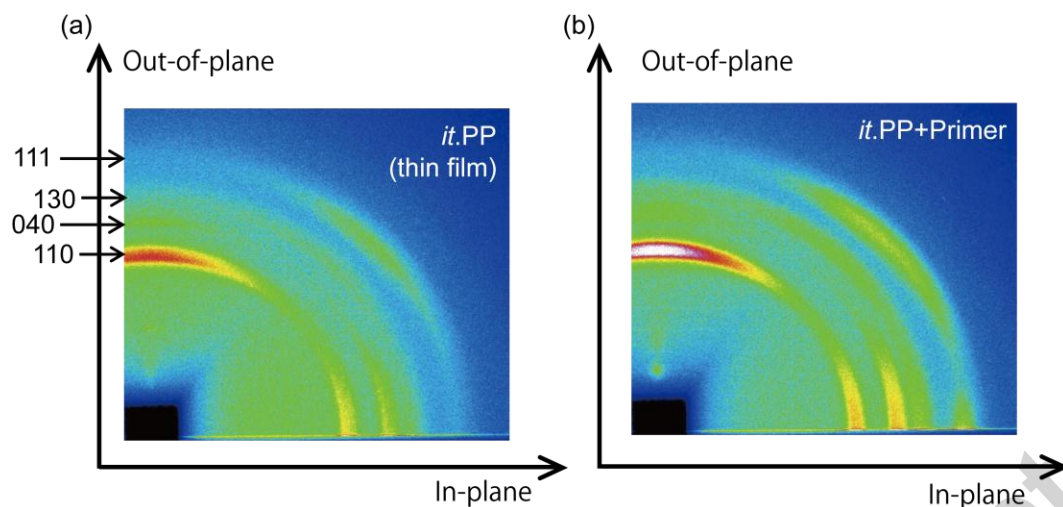 (a)
Out-of-plane
it.PP
(thin film)
111
130
040
110
In-plane
(b)
Out-of-plane
it.PP+Primer
In-plane